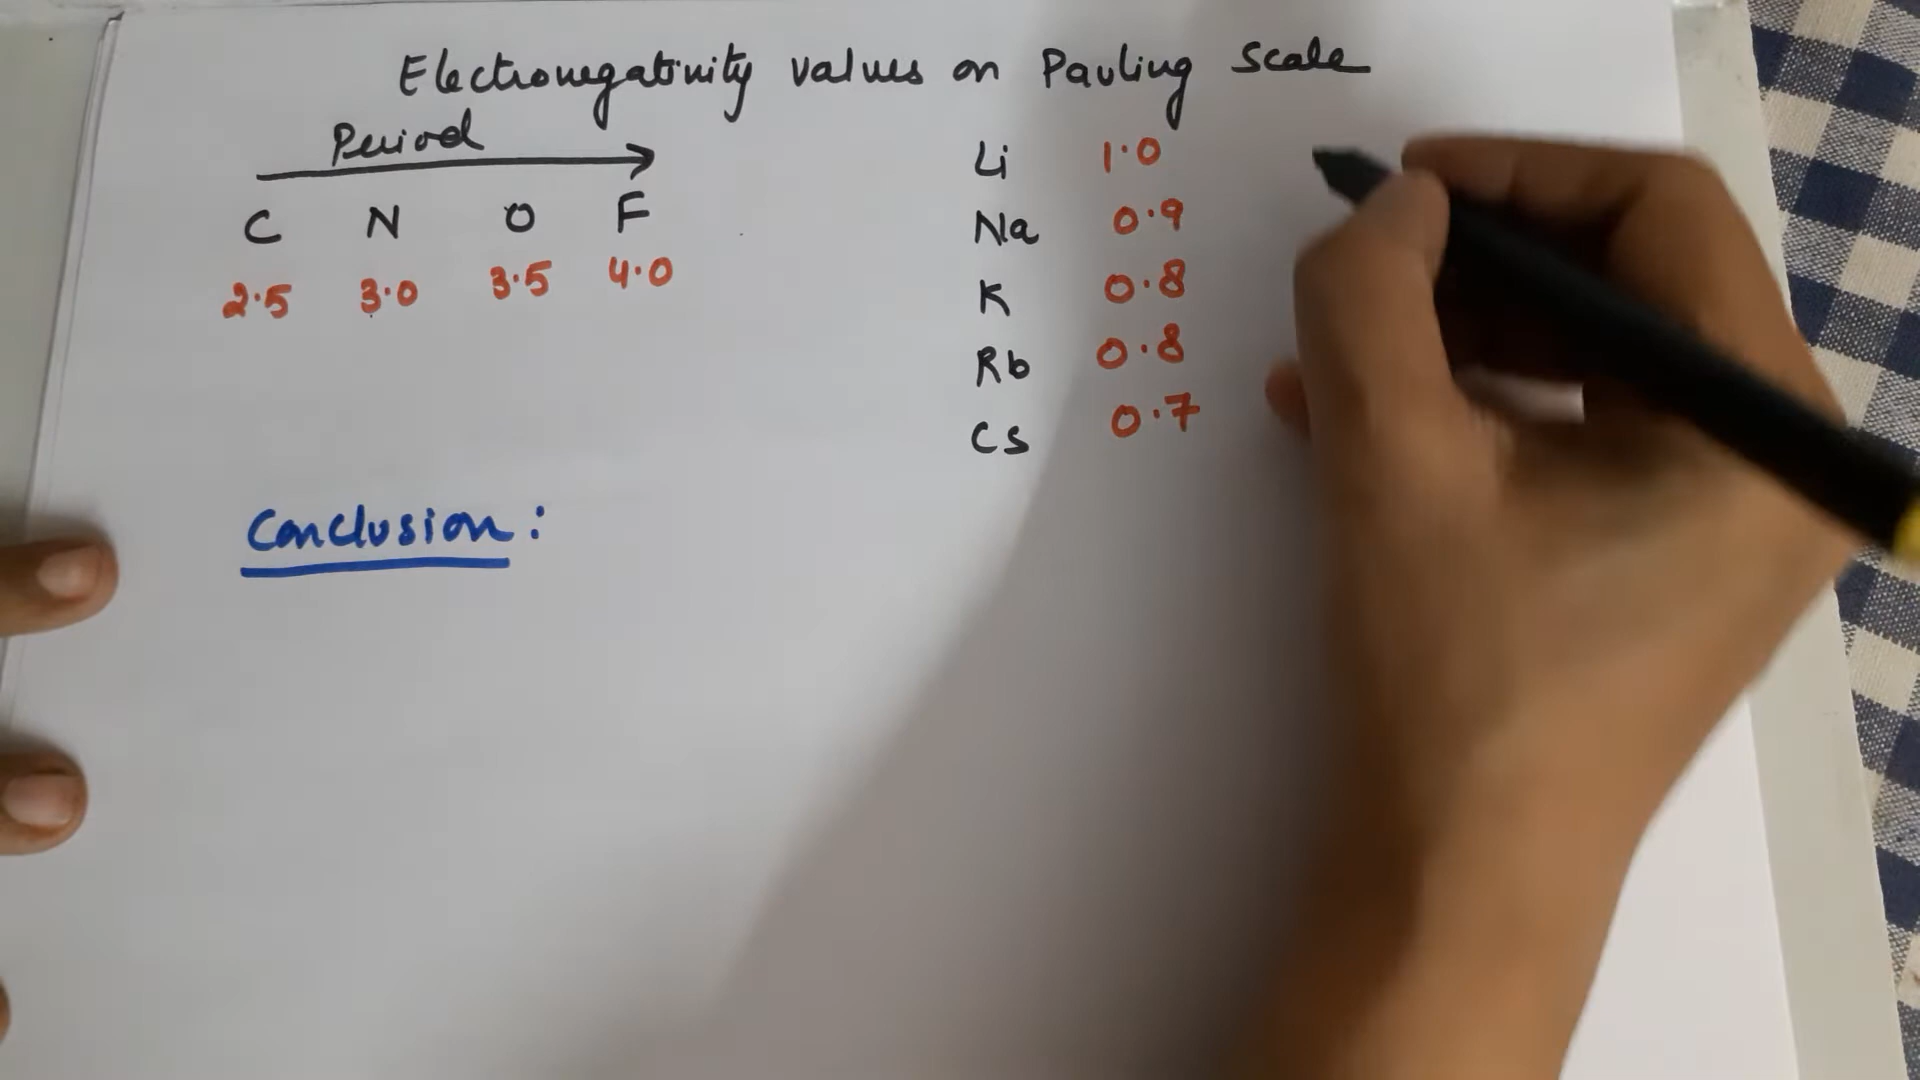 Electronegativity values on Pauling Scale
Period
C N O F
2.5 3.0 3.5 4.0
Li 1.0
Na 0.9
K 0.8
Rb 0.8
Cs 0.7
Conclusion: